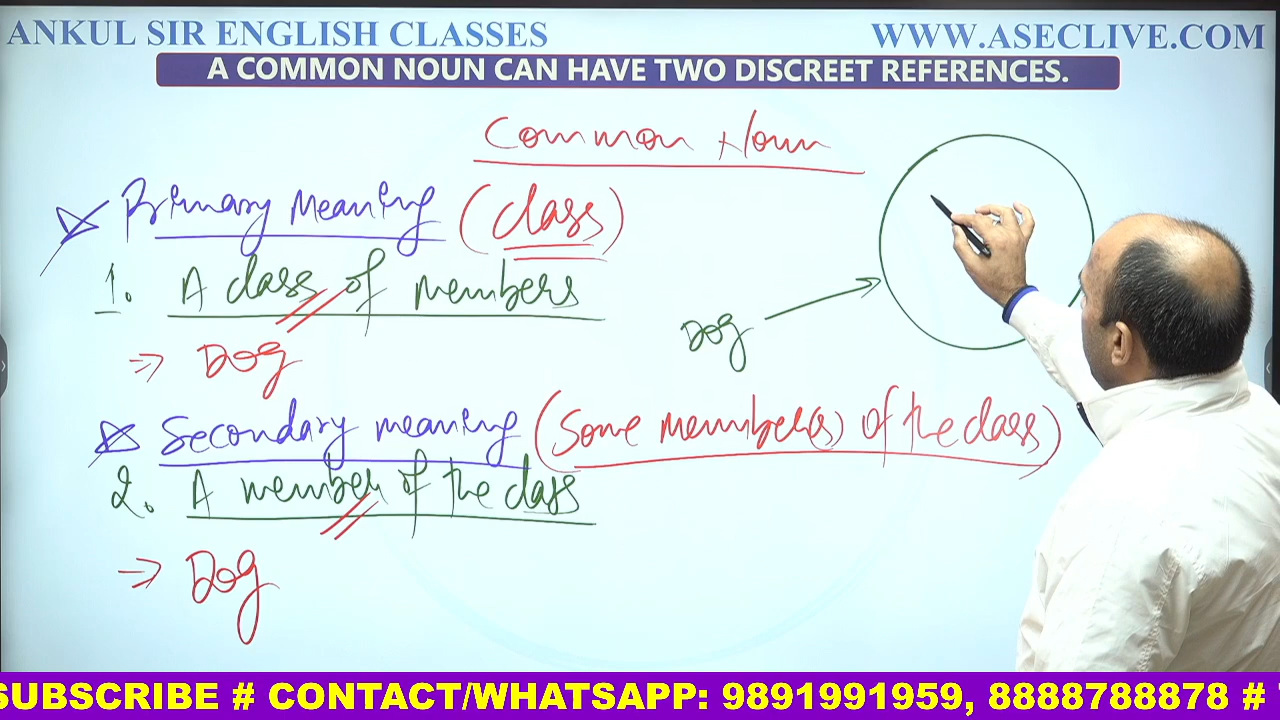 ANKUL SIR ENGLISH CLASSES
WWW.ASECLIVE.COM
A COMMON NOUN CAN HAVE TWO DISCREET REFERENCES.
Common Noun
Primary Meaning (class)
1. A class of members
⇒ Dog
Dog
Secondary meaning (Some member(s) of the class)
2. A member of the class
⇒ Dog
SUBSCRIBE # CONTACT/WHATSAPP: 9891991959, 8888788878 #